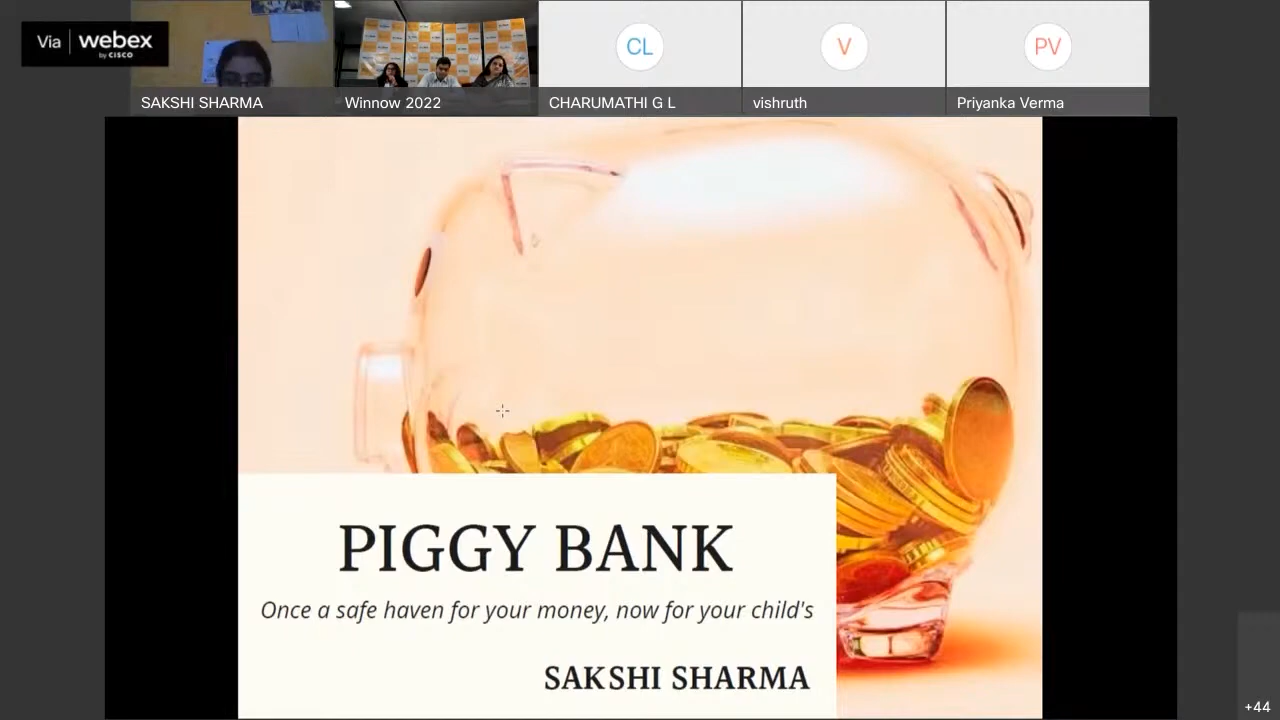 Via webex
by CISCO
SAKSHI SHARMA
Winnow 2022
CL
CHARUMATHI G L
V
vishruth
PV
Priyanka Verma
PIGGY BANK
Once a safe haven for your money, now for your child's
SAKSHI SHARMA
+44